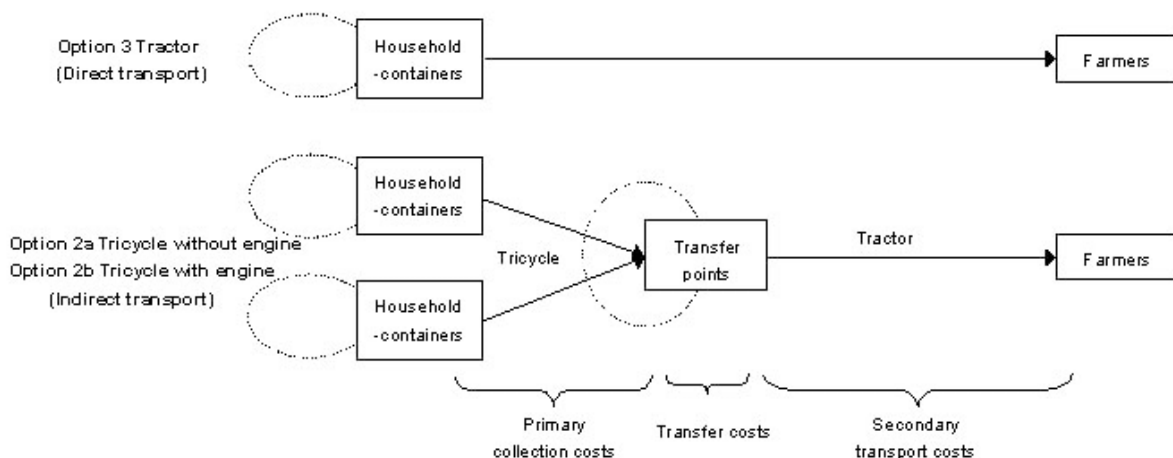 Option 3 Tractor
(Direct transport)
Household
-containers
Farmers
Household
-containers
Option 2a Tricycle without engine
Option 2b Tricycle with engine
(Indirect transport)
Tricycle
Transfer
points
Tractor
Farmers
Household
-containers
Primary
collection costs
Transfer costs
Secondary
transport costs